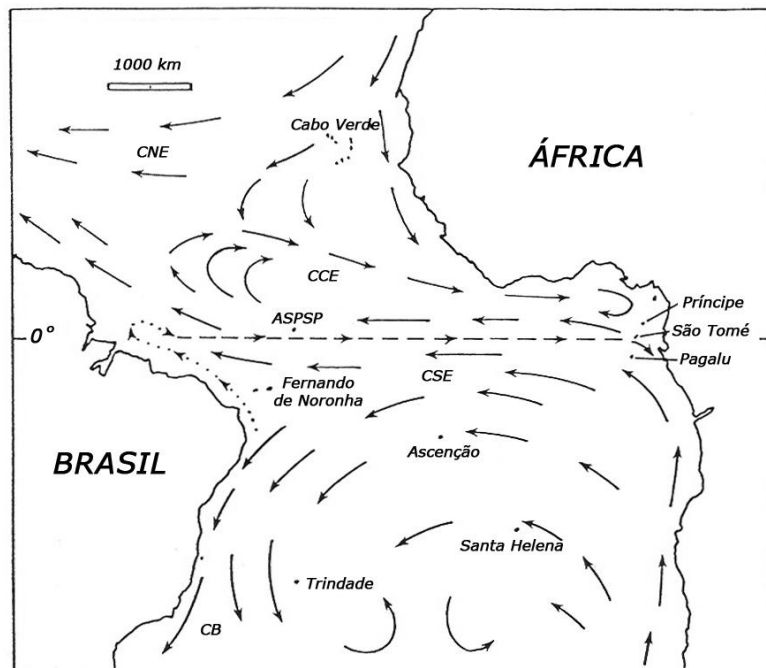 1000 km
Cabo Verde
CNE
ÁFRICA
CCE
Príncipe
ASPSP
0°
São Tomé
Pagalu
CSE
Fernando
de Noronha
BRASIL
Ascenção
Santa Helena
Trindade
CB